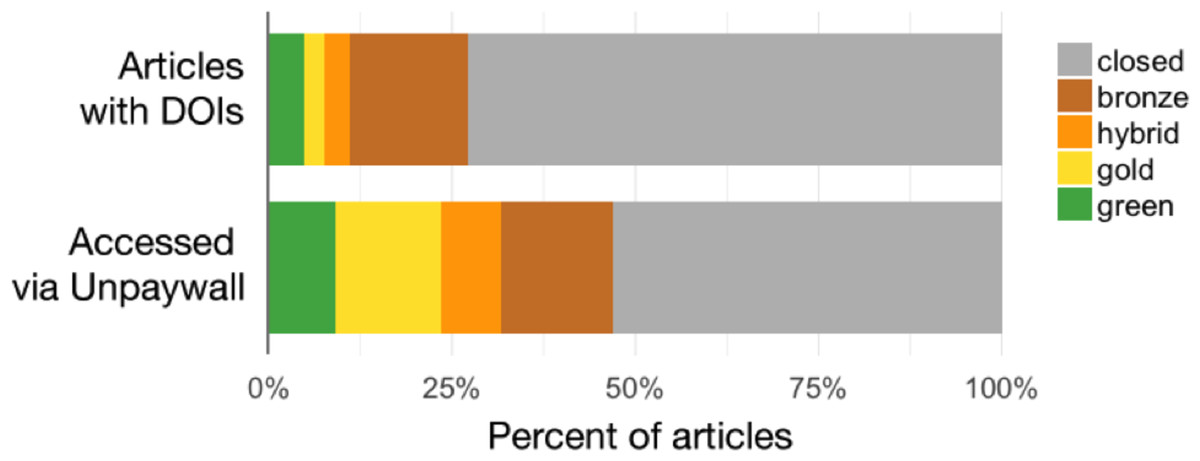 Articles
with DOIs
Accessed
via Unpaywall
0%
25%
50%
75%
100%
Percent of articles
closed
bronze
hybrid
gold
green